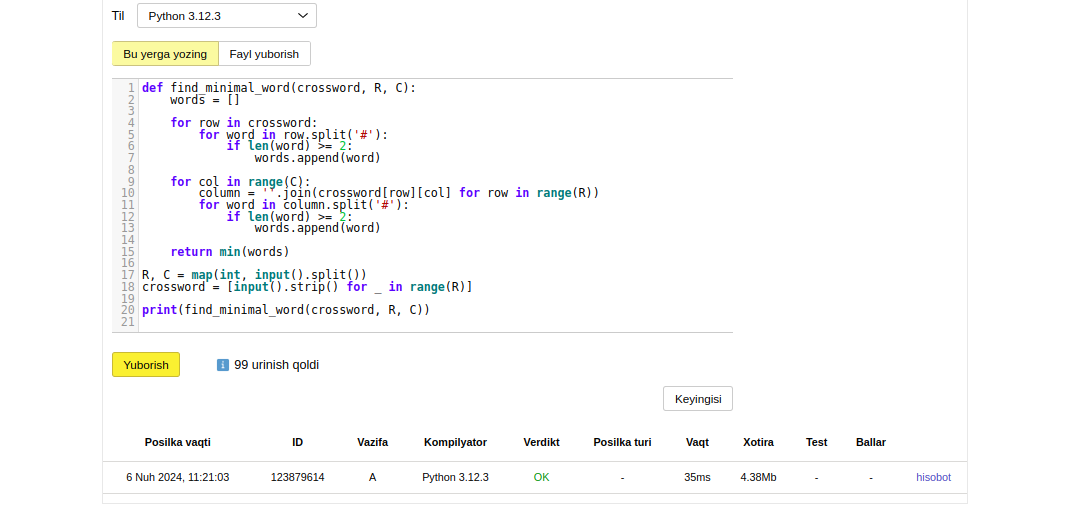 Til Python 3.12.3
Bu yerga yozing Fayl yuborish
1 def find_minimal_word(crossword, R, C):
2     words = []
3
4     for row in crossword:
5         for word in row.split('#'):
6             if len(word) >= 2:
7                 words.append(word)
8
9     for col in range(C):
10         column = ''.join(crossword[row][col] for row in range(R))
11         for word in column.split('#'):
12             if len(word) >= 2:
13                 words.append(word)
14
15     return min(words)
16
17 R, C = map(int, input().split())
18 crossword = [input().strip() for _ in range(R)]
19
20 print(find_minimal_word(crossword, R, C))
21
Yuborish i 99 urinish qoldi
Keyingisi
Posilka vaqti ID Vazifa Kompilyator Verdikt Posilka turi Vaqt Xotira Test Ballar
6 Nuh 2024, 11:21:03 123879614 A Python 3.12.3 OK - 35ms 4.38Mb - - hisobot